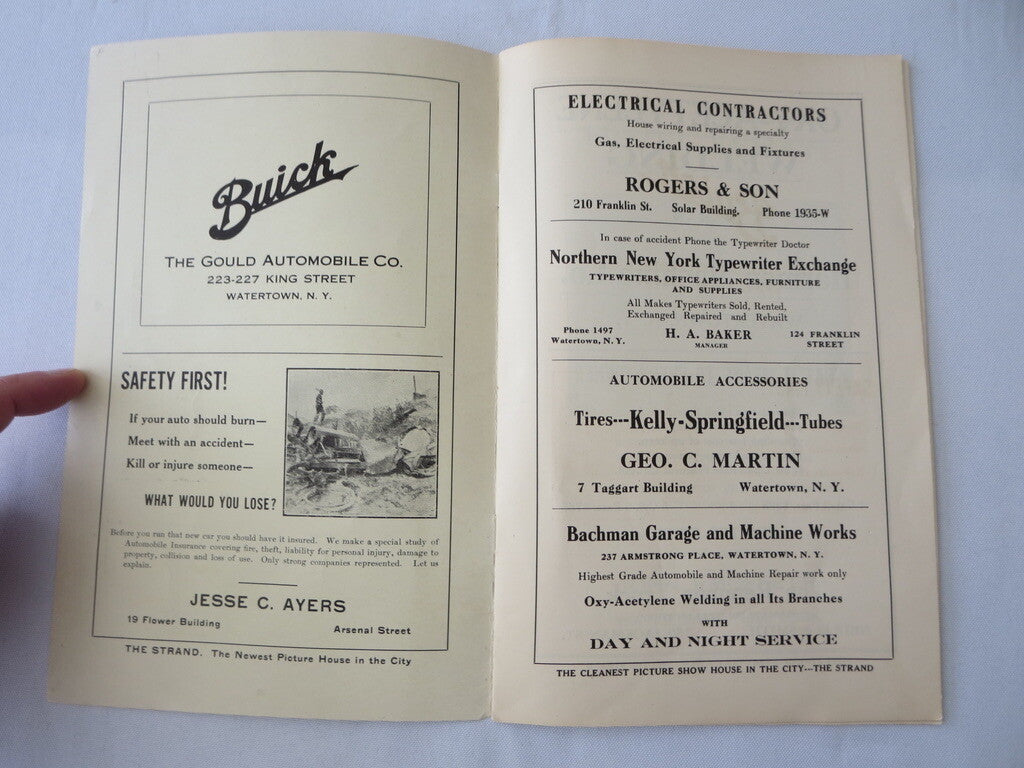 Buick
THE GOULD AUTOMOBILE CO.
223-227 KING STREET
WATERTOWN, N. Y.
SAFETY FIRST!
If your auto should burn—
Meet with an accident—
Kill or injure someone—
WHAT WOULD YOU LOSE?
Before you run that new car you should have it insured. We make a special study of
Automobile Insurance covering fire, theft, liability for personal injury, damage to
property, collision and loss of use. Only strong companies represented. Let us
explain.
JESSE C. AYERS
19 Flower Building Arsenal Street
THE STRAND. The Newest Picture House in the City
ELECTRICAL CONTRACTORS
House wiring and repairing a specialty
Gas, Electrical Supplies and Fixtures
ROGERS & SON
210 Franklin St. Solar Building. Phone 1935-W
In case of accident Phone the Typewriter Doctor
Northern New York Typewriter Exchange
TYPEWRITERS, OFFICE APPLIANCES, FURNITURE
AND SUPPLIES
All Makes Typewriters Sold, Rented,
Exchanged Repaired and Rebuilt
Phone 1497 H. A. BAKER 124 FRANKLIN
Watertown, N. Y. MANAGER STREET
AUTOMOBILE ACCESSORIES
Tires---Kelly-Springfield---Tubes
GEO. C. MARTIN
7 Taggart Building Watertown, N. Y.
Bachman Garage and Machine Works
237 ARMSTRONG PLACE, WATERTOWN, N. Y.
Highest Grade Automobile and Machine Repair work only
Oxy-Acetylene Welding in all Its Branches
WITH
DAY AND NIGHT SERVICE
THE CLEANEST PICTURE SHOW HOUSE IN THE CITY---THE STRAND